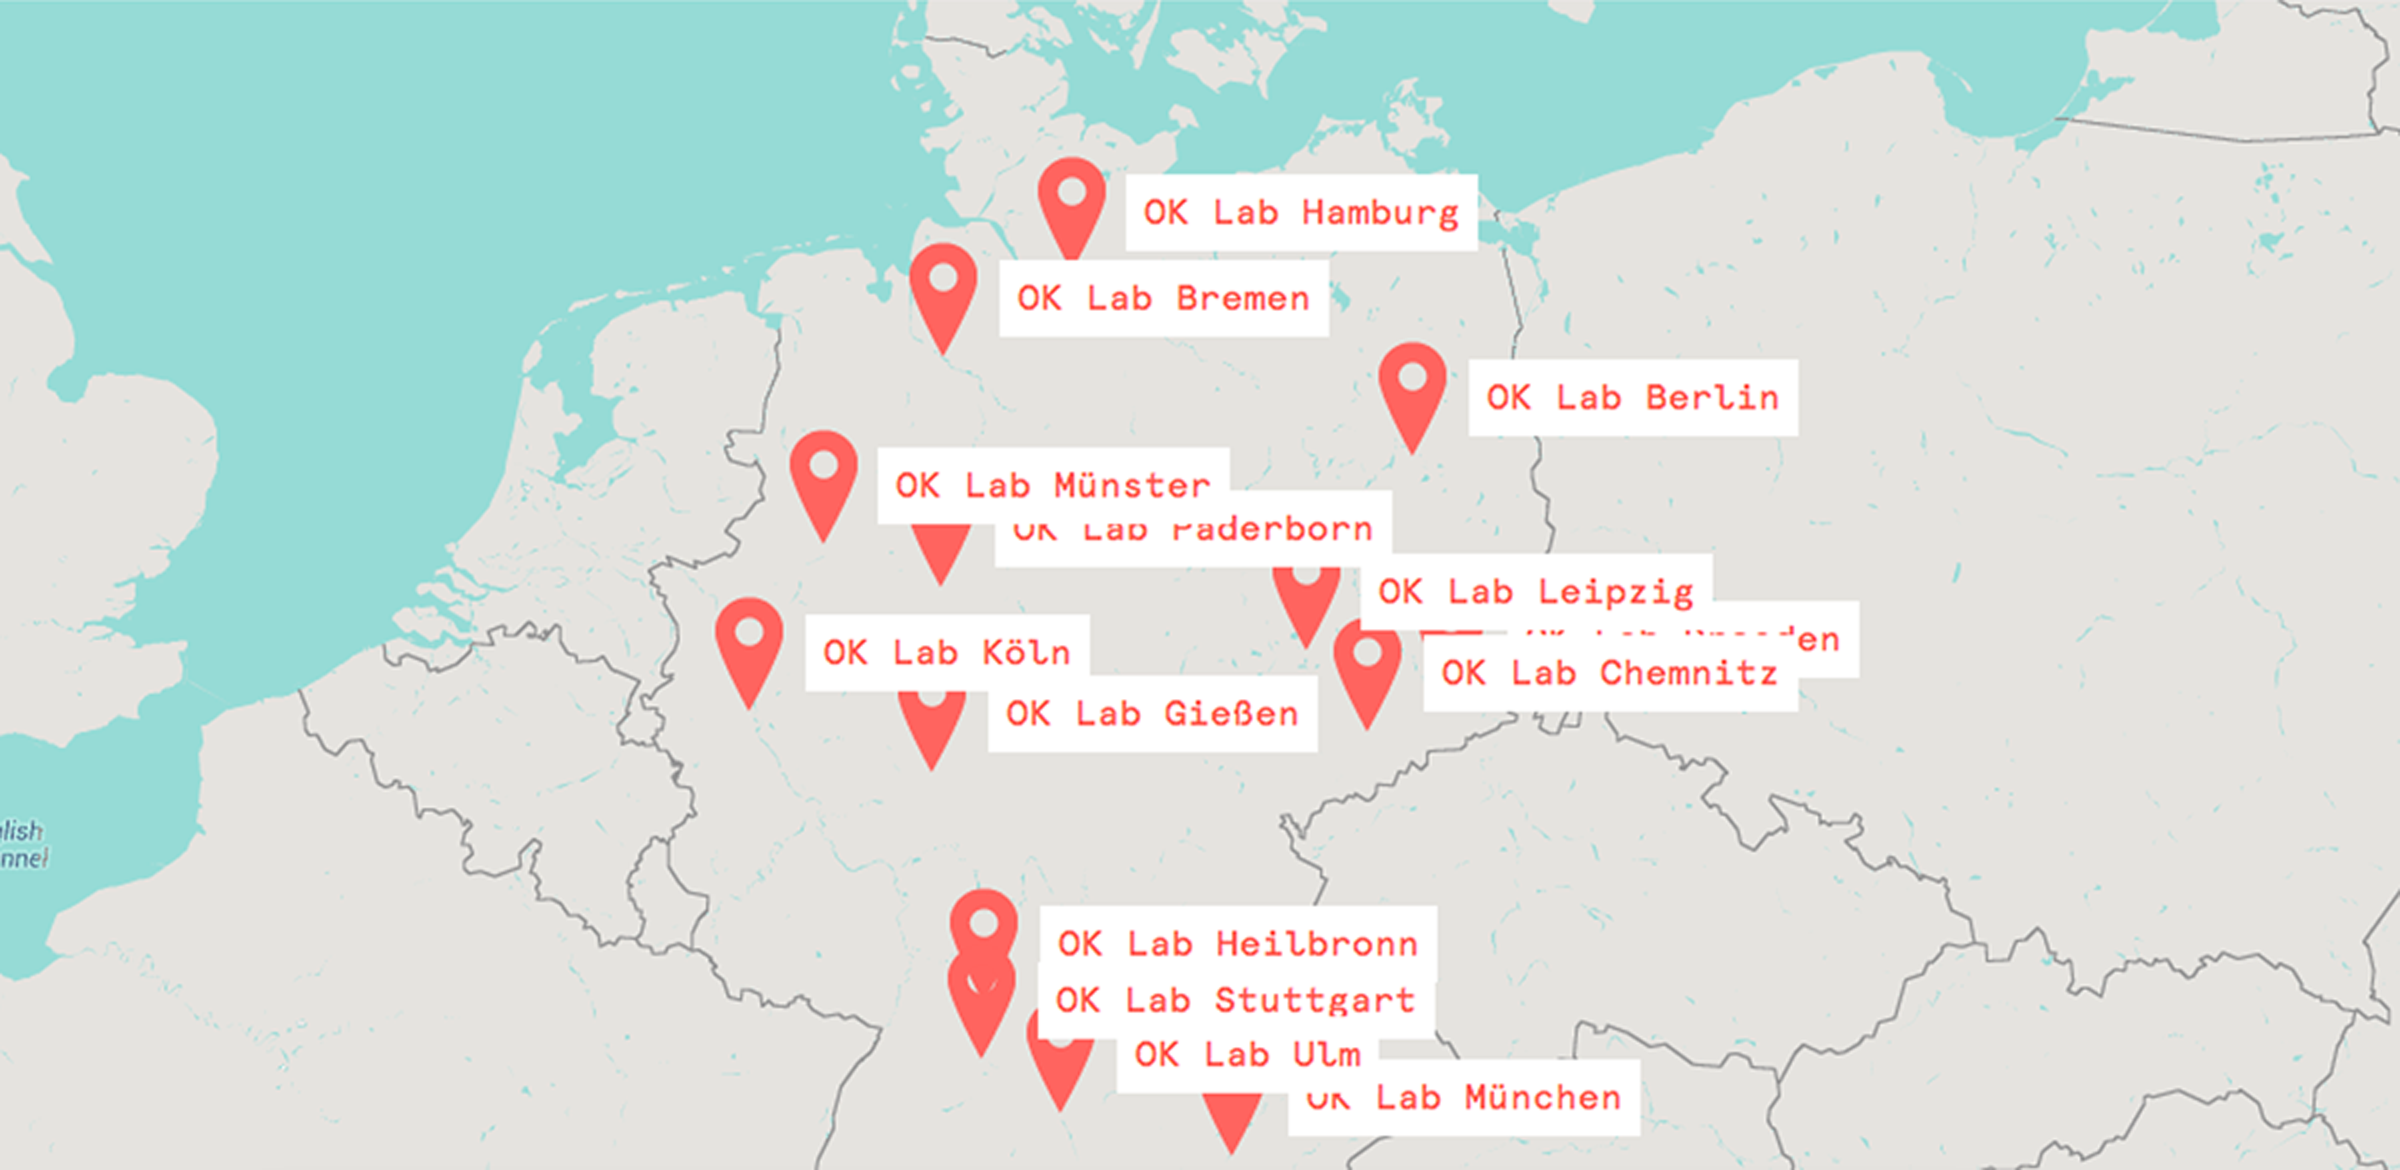 OK Lab Hamburg
OK Lab Bremen
OK Lab Berlin
OK Lab Münster
OK Lab Paderborn
OK Lab Leipzig
OK Lab Köln
OK Lab Chemnitz
OK Lab Gießen
lish
nnel
OK Lab Heilbronn
OK Lab Stuttgart
OK Lab Ulm
OK Lab München